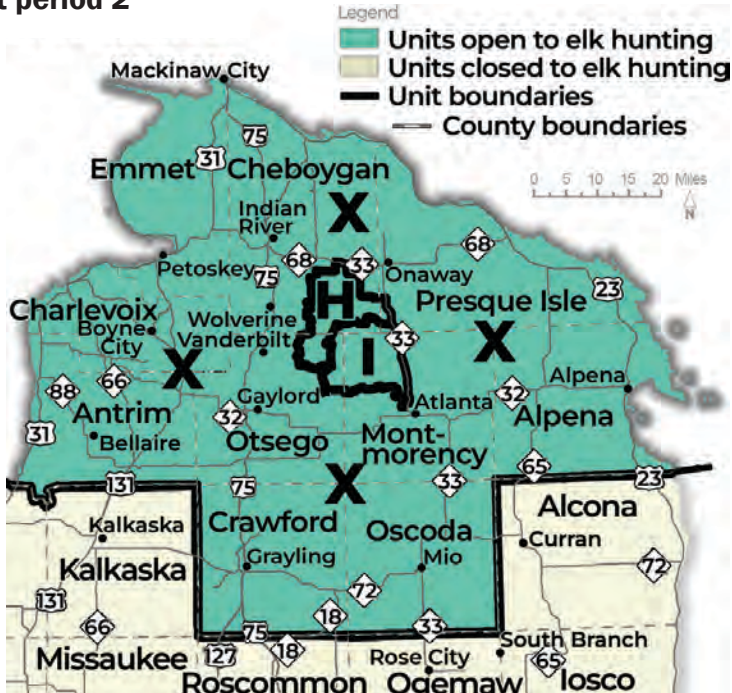 t period 2
Legend
Units open to elk hunting
Units closed to elk hunting
Unit boundaries
County boundaries
0 5 10 15 20 Miles
N
Mackinaw City
75
31
Emmet Cheboygan
Indian
River
X
68
33
68
Petoskey
Onaway
75
23
H
Presque Isle
Charlevoix
Boyne
City
Wolverine
Vanderbilt
33
X
X
I
88
66
Alpena
Gaylord
Atlanta
32
32
Antrim
Alpena
31
Bellaire
Otsego
Mont-
morency
65
131
75
X
33
23
Alcona
Crawford
Oscoda
Kalkaska
Curran
Grayling
Mio
Kalkaska
72
72
131
18
66
75
33
South Branch
Missaukee
127
18
Rose City
65
Roscommon Ogemaw Iosco